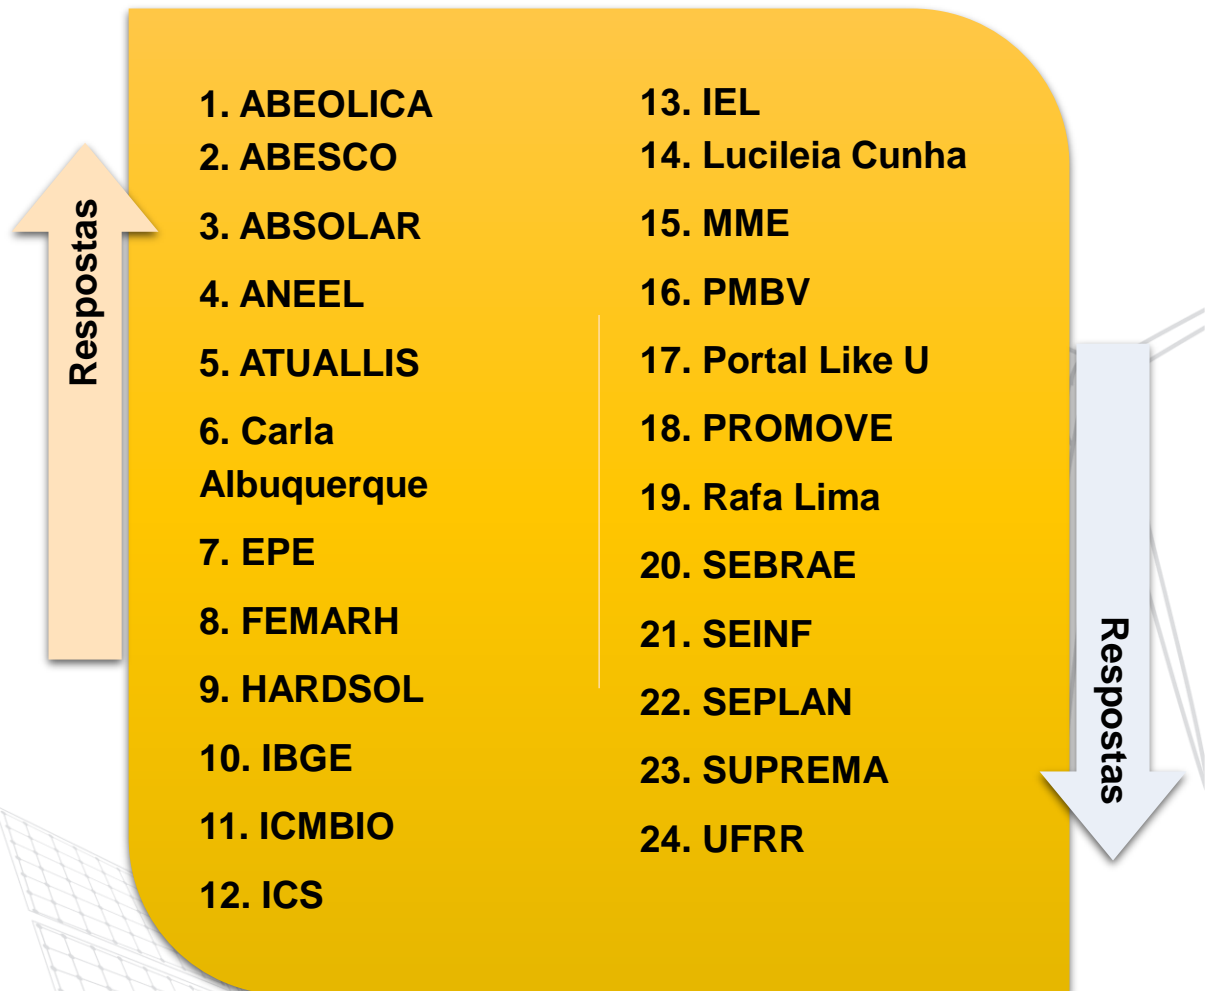 Respostas
1. ABEOLICA
2. ABESCO
3. ABSOLAR
4. ANEEL
5. ATUALLIS
6. Carla
Albuquerque
7. EPE
8. FEMARH
9. HARDSOL
10. IBGE
11. ICMBIO
12. ICS
13. IEL
14. Lucileia Cunha
15. MME
16. PMBV
17. Portal Like U
18. PROMOVE
19. Rafa Lima
20. SEBRAE
21. SEINF
22. SEPLAN
23. SUPREMA
24. UFRR
Respostas